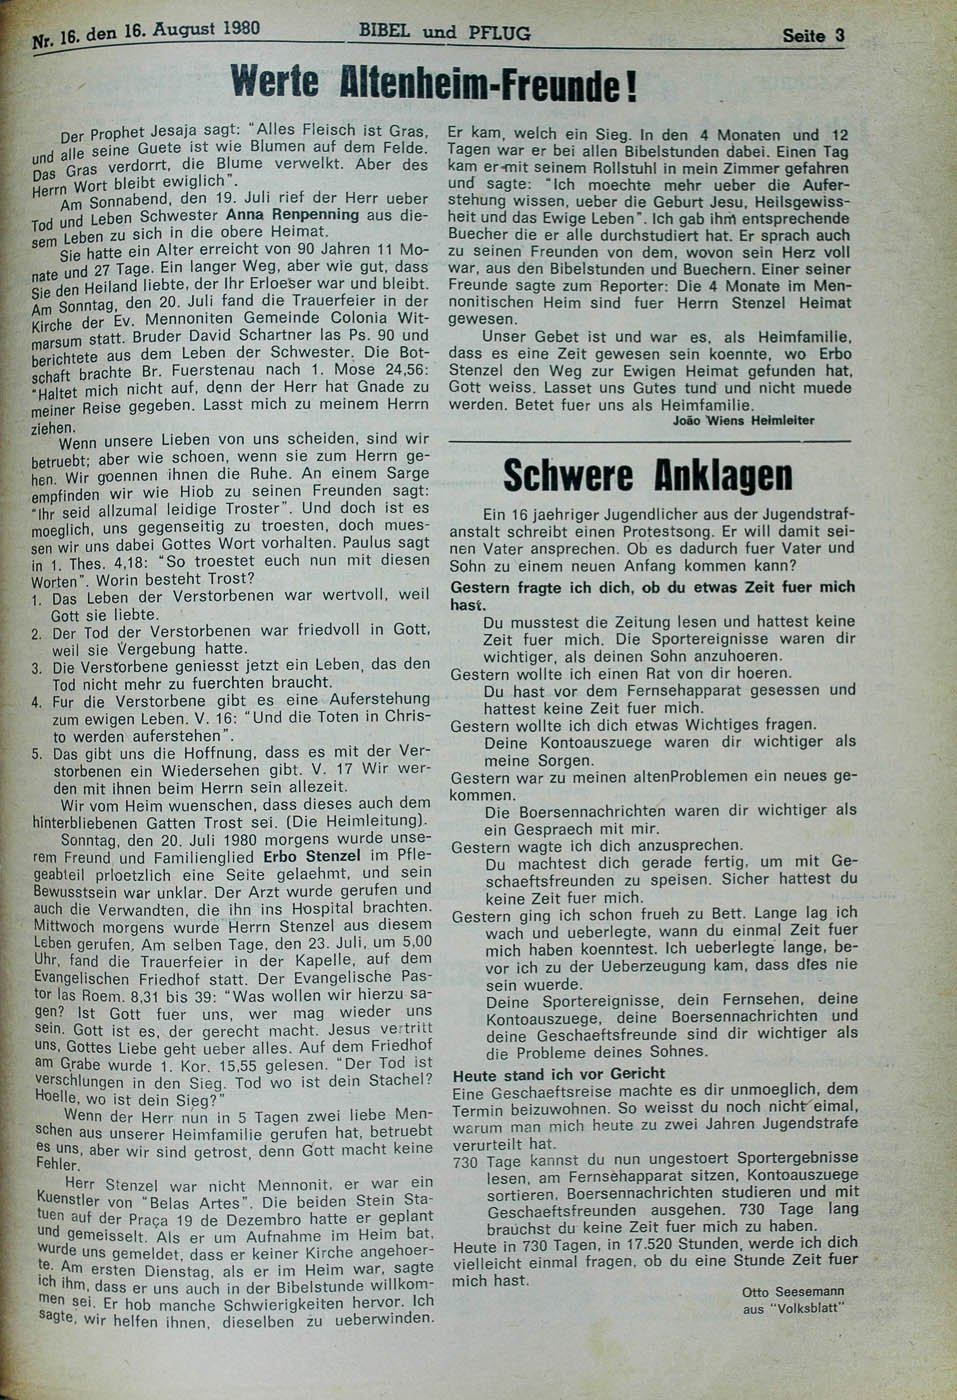 Nr. 16. den 16. August 1980
BIBEL und PFLUG
Seite 3
Werte Altenheim-Freunde!
Der Prophet Jesaja sagt: "Alles Fleisch ist Gras,
und alle seine Guete ist wie Blumen auf dem Felde.
Das Gras verdorrt, die Blume verwelkt. Aber des
Herrn Wort bleibt ewiglich".
Am Sonnabend, den 19. Juli rief der Herr ueber
Tod und Leben Schwester Anna Renpenning aus die-
sem Leben zu sich in die obere Heimat.
Sie hatte ein Alter erreicht von 90 Jahren 11 Mo-
nate und 27 Tage. Ein langer Weg, aber wie gut, dass
Sie den Heiland liebte, der Ihr Erloeser war und bleibt.
Am Sonntag, den 20. Juli fand die Trauerfeier in der
Kirche der Ev. Mennoniten Gemeinde Colonia Wit-
marsum statt. Bruder David Schartner las Ps. 90 und
berichtete aus dem Leben der Schwester. Die Bot-
schaft brachte Br. Fuerstenau nach 1. Mose 24,56:
"Haltet mich nicht auf, denn der Herr hat Gnade zu
meiner Reise gegeben. Lasst mich zu meinem Herrn
ziehen.
Wenn unsere Lieben von uns scheiden, sind wir
betruebt; aber wie schoen, wenn sie zum Herrn ge-
hen. Wir goennen ihnen die Ruhe. An einem Sarge
empfinden wir wie Hiob zu seinen Freunden sagt:
"Ihr seid allzumal leidige Troster". Und doch ist es
moeglich, uns gegenseitig zu troesten, doch mues-
sen wir uns dabei Gottes Wort vorhalten. Paulus sagt
in 1. Thes. 4,18: "So troestet euch nun mit diesen
Worten". Worin besteht Trost?
1. Das Leben der Verstorbenen war wertvoll, weil
Gott sie liebte.
2. Der Tod der Verstorbenen war friedvoll in Gott,
weil sie Vergebung hatte.
3. Die Verstorbene geniesst jetzt ein Leben, das den
Tod nicht mehr zu fuerchten braucht.
4. Fur die Verstorbene gibt es eine Auferstehung
zum ewigen Leben. V. 16: "Und die Toten in Chris-
to werden auferstehen".
5. Das gibt uns die Hoffnung, dass es mit der Ver-
storbenen ein Wiedersehen gibt. V. 17 Wir wer-
den mit ihnen beim Herrn sein allezeit.
Wir vom Heim wuenschen, dass dieses auch dem
hinterbliebenen Gatten Trost sei. (Die Heimleitung).
Sonntag, den 20. Juli 1980 morgens wurde unse-
rem Freund und Familienglied Erbo Stenzel im Pfle-
geabteil prloetzlich eine Seite gelaehmt, und sein
Bewusstsein war unklar. Der Arzt wurde gerufen und
auch die Verwandten, die ihn ins Hospital brachten.
Mittwoch morgens wurde Herrn Stenzel aus diesem
Leben gerufen. Am selben Tage, den 23. Juli, um 5,00
Uhr, fand die Trauerfeier in der Kapelle, auf dem
Evangelischen Friedhof statt. Der Evangelische Pas-
tor las Roem. 8,31 bis 39: "Was wollen wir hierzu sa-
gen? Ist Gott fuer uns, wer mag wieder uns
sein. Gott ist es, der gerecht macht. Jesus vertritt
uns, Gottes Liebe geht ueber alles. Auf dem Friedhof
am Grabe wurde 1. Kor. 15,55 gelesen. "Der Tod ist
verschlungen in den Sieg. Tod wo ist dein Stachel?
Hoelle, wo ist dein Sieg?"
Wenn der Herr nun in 5 Tagen zwei liebe Men-
schen aus unserer Heimfamilie gerufen hat, betruebt
es uns, aber wir sind getrost, denn Gott macht keine
Fehler.
Herr Stenzel war nicht Mennonit, er war ein
Kuenstler von "Belas Artes". Die beiden Stein Sta-
tuen auf der Praça 19 de Dezembro hatte er geplant
und gemeisselt. Als er um Aufnahme im Heim bat,
wurde uns gemeldet, dass er keiner Kirche angehoer-
te. Am ersten Dienstag, als er im Heim war, sagte
ich ihm, dass er uns auch in der Bibelstunde willkom-
men sei. Er hob manche Schwierigkeiten hervor. Ich
sagte, wir helfen ihnen, dieselben zu ueberwinden.
Er kam, welch ein Sieg. In den 4 Monaten und 12
Tagen war er bei allen Bibelstunden dabei. Einen Tag
kam er mit seinem Rollstuhl in mein Zimmer gefahren
und sagte: "Ich moechte mehr ueber die Aufer-
stehung wissen, ueber die Geburt Jesu, Heilsgewiss-
heit und das Ewige Leben". Ich gab ihm entsprechende
Buecher die er alle durchstudiert hat. Er sprach auch
zu seinen Freunden von dem, wovon sein Herz voll
war, aus den Bibelstunden und Buechern. Einer seiner
Freunde sagte zum Reporter: Die 4 Monate im Men-
nonitischen Heim sind fuer Herrn Stenzel Heimat
gewesen.
Unser Gebet ist und war es, als Heimfamilie,
dass es eine Zeit gewesen sein koennte, wo Erbo
Stenzel den Weg zur Ewigen Heimat gefunden hat,
Gott weiss. Lasset uns Gutes tund und nicht muede
werden. Betet fuer uns als Heimfamilie.
João Wiens Heimleiter
Schwere Anklagen
Ein 16 jaehriger Jugendlicher aus der Jugendstraf-
anstalt schreibt einen Protestsong. Er will damit sei-
nen Vater ansprechen. Ob es dadurch fuer Vater und
Sohn zu einem neuen Anfang kommen kann?
Gestern fragte ich dich, ob du etwas Zeit fuer mich
hast.
Du musstest die Zeitung lesen und hattest keine
Zeit fuer mich. Die Sportereignisse waren dir
wichtiger, als deinen Sohn anzuhoeren.
Gestern wollte ich einen Rat von dir hoeren.
Du hast vor dem Fernsehapparat gesessen und
hattest keine Zeit fuer mich.
Gestern wollte ich dich etwas Wichtiges fragen.
Deine Kontoauszuege waren dir wichtiger als
meine Sorgen.
Gestern war zu meinen altenProblemen ein neues ge-
kommen.
Die Boersennachrichten waren dir wichtiger als
ein Gespraech mit mir.
Gestern wagte ich dich anzusprechen.
Du machtest dich gerade fertig, um mit Ge-
schaeftsfreunden zu speisen. Sicher hattest du
keine Zeit fuer mich.
Gestern ging ich schon frueh zu Bett. Lange lag ich
wach und ueberlegte, wann du einmal Zeit fuer
mich haben koenntest. Ich ueberlegte lange, be-
vor ich zu der Ueberzeugung kam, dass dies nie
sein wuerde.
Deine Sportereignisse, dein Fernsehen, deine
Kontoauszuege, deine Boersennachrichten und
deine Geschaeftsfreunde sind dir wichtiger als
die Probleme deines Sohnes.
Heute stand ich vor Gericht
Eine Geschaeftsreise machte es dir unmoeglich, dem
Termin beizuwohnen. So weisst du noch nicht eimal,
warum man mich heute zu zwei Jahren Jugendstrafe
verurteilt hat.
730 Tage kannst du nun ungestoert Sportergebnisse
lesen, am Fernsehapparat sitzen, Kontoauszuege
sortieren, Boersennachrichten studieren und mit
Geschaeftsfreunden ausgehen. 730 Tage lang
brauchst du keine Zeit fuer mich zu haben.
Heute in 730 Tagen, in 17.520 Stunden, werde ich dich
vielleicht einmal fragen, ob du eine Stunde Zeit fuer
mich hast.
Otto Seesemann
aus "Volksblatt"